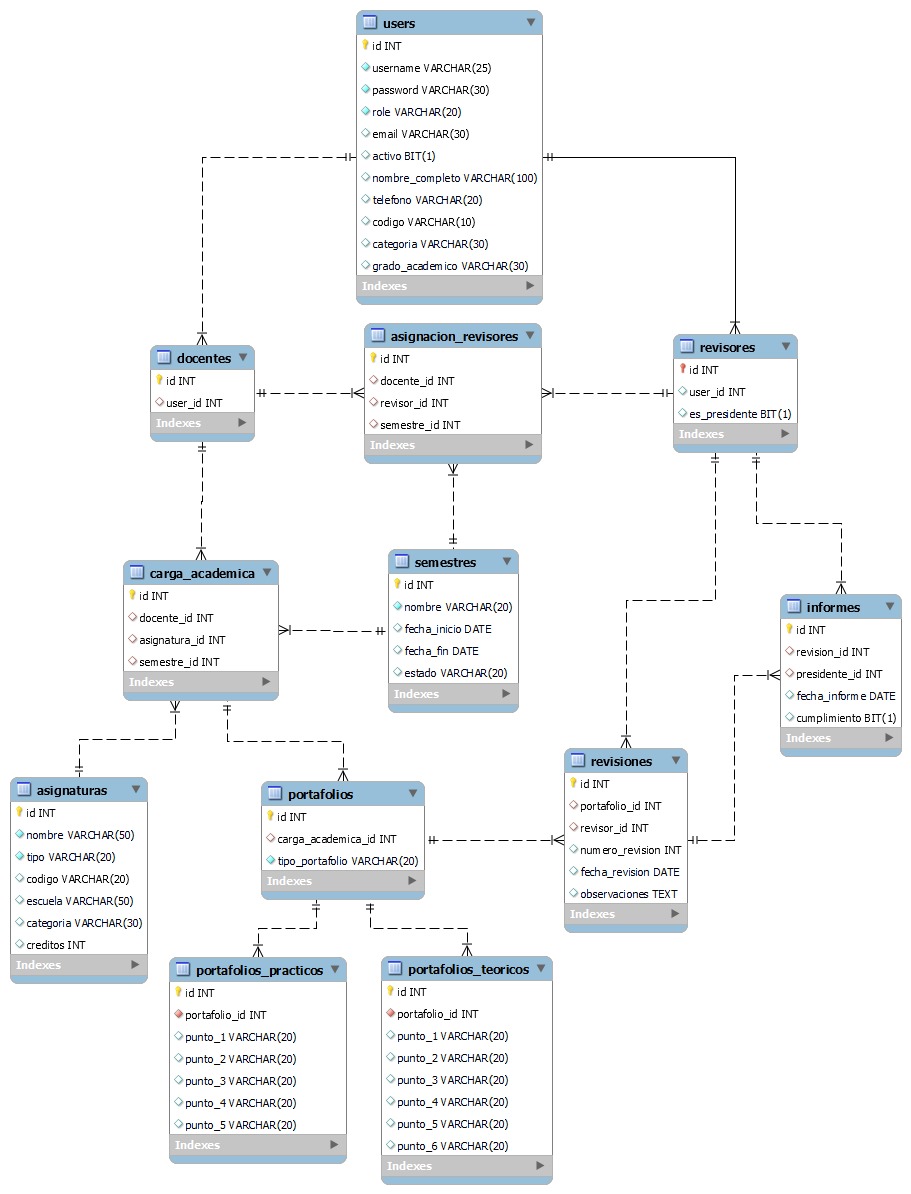 users
id INT
username VARCHAR(25)
password VARCHAR(30)
role VARCHAR(20)
email VARCHAR(30)
activo BIT(1)
nombre_completo VARCHAR(100)
telefono VARCHAR(20)
codigo VARCHAR(10)
categoria VARCHAR(30)
grado_academico VARCHAR(30)
Indexes
docentes
id INT
user_id INT
Indexes
asignacion_revisores
id INT
docente_id INT
revisor_id INT
semestre_id INT
Indexes
revisores
id INT
user_id INT
es_presidente BIT(1)
Indexes
carga_academica
id INT
docente_id INT
asignatura_id INT
semestre_id INT
Indexes
semestres
id INT
nombre VARCHAR(20)
fecha_inicio DATE
fecha_fin DATE
estado VARCHAR(20)
Indexes
informes
id INT
revision_id INT
presidente_id INT
fecha_informe DATE
cumplimiento BIT(1)
Indexes
asignaturas
id INT
nombre VARCHAR(50)
tipo VARCHAR(20)
codigo VARCHAR(20)
escuela VARCHAR(50)
categoria VARCHAR(30)
creditos INT
Indexes
portafolios
id INT
carga_academica_id INT
tipo_portafolio VARCHAR(20)
Indexes
revisiones
id INT
portafolio_id INT
revisor_id INT
numero_revision INT
fecha_revision DATE
observaciones TEXT
Indexes
portafolios_practicos
id INT
portafolio_id INT
punto_1 VARCHAR(20)
punto_2 VARCHAR(20)
punto_3 VARCHAR(20)
punto_4 VARCHAR(20)
punto_5 VARCHAR(20)
Indexes
portafolios_teoricos
id INT
portafolio_id INT
punto_1 VARCHAR(20)
punto_2 VARCHAR(20)
punto_3 VARCHAR(20)
punto_4 VARCHAR(20)
punto_5 VARCHAR(20)
punto_6 VARCHAR(20)
Indexes